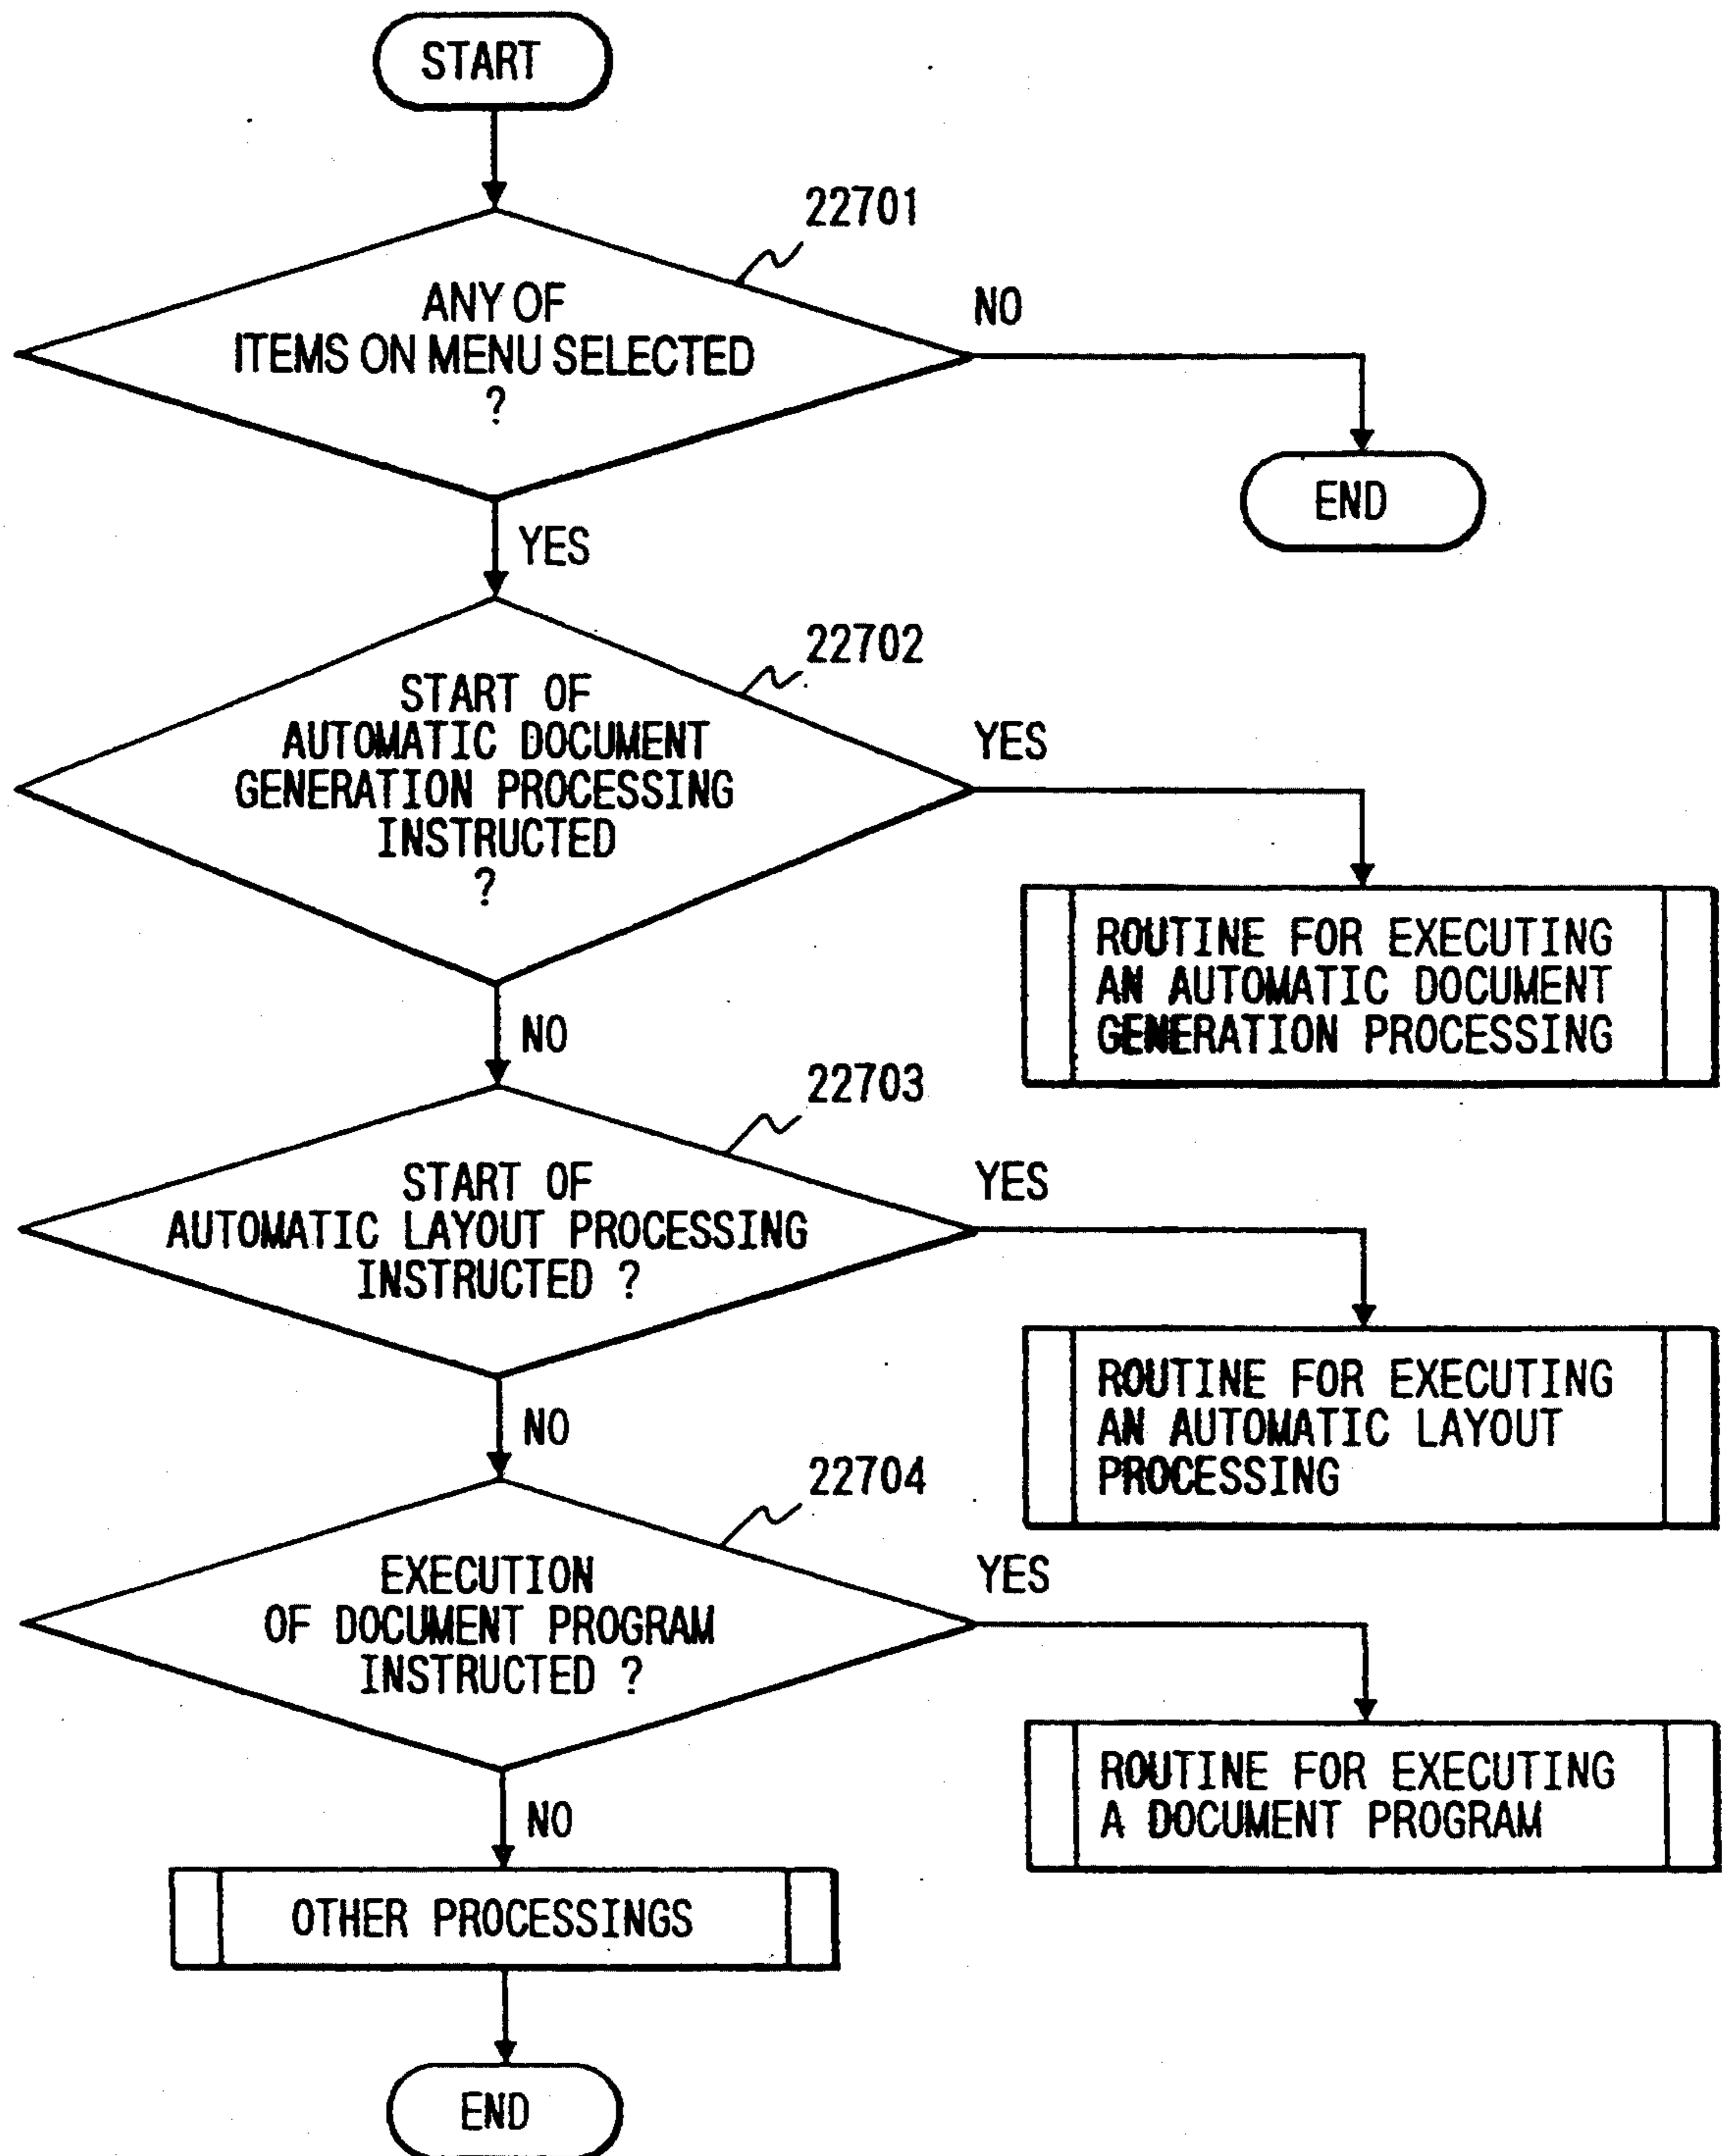 START
22701
ANY OF
ITEMS ON MENU SELECTED
?
NO
END
YES
22702
START OF
AUTOMATIC DOCUMENT
GENERATION PROCESSING
INSTRUCTED
?
YES
ROUTINE FOR EXECUTING
AN AUTOMATIC DOCUMENT
GENERATION PROCESSING
NO
22703
START OF
AUTOMATIC LAYOUT PROCESSING
INSTRUCTED ?
YES
ROUTINE FOR EXECUTING
AN AUTOMATIC LAYOUT
PROCESSING
NO
22704
EXECUTION
OF DOCUMENT PROGRAM
INSTRUCTED ?
YES
ROUTINE FOR EXECUTING
A DOCUMENT PROGRAM
NO
OTHER PROCESSINGS
END